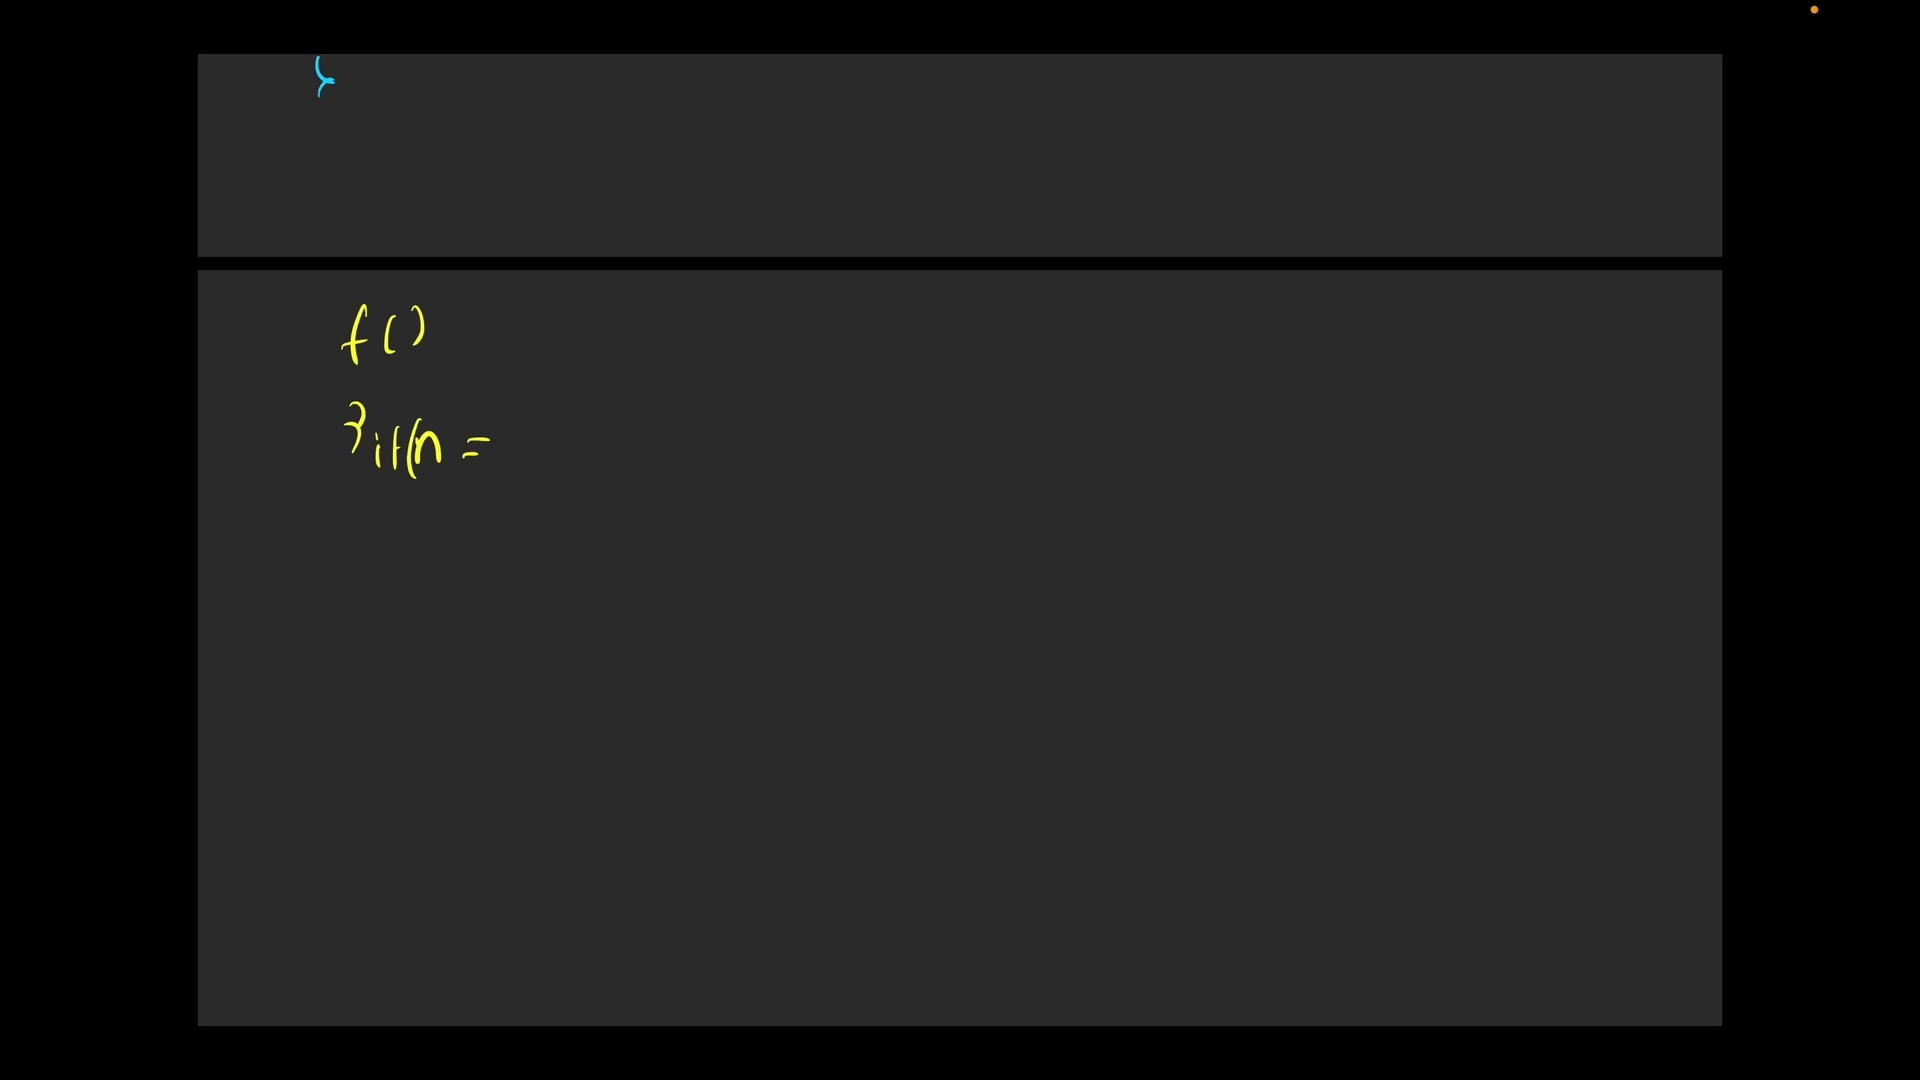 }
f()
{ if(n =